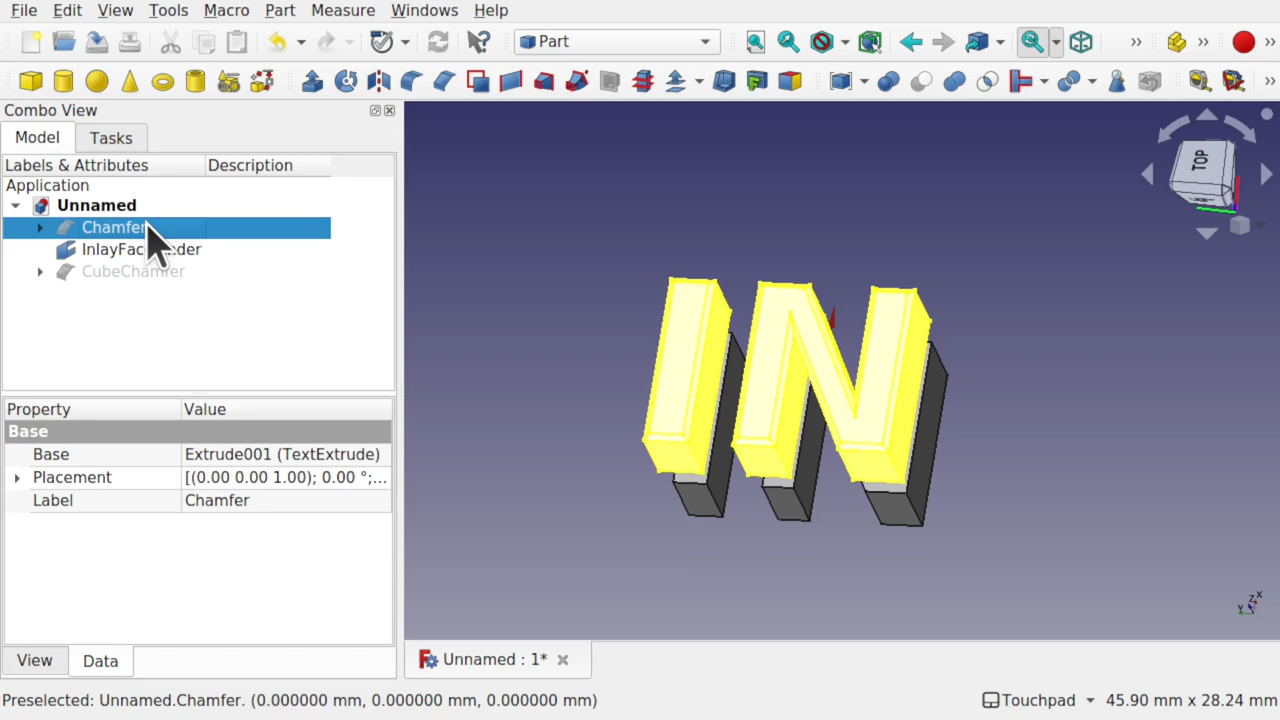 File Edit View Tools Macro Part Measure Windows Help
Part
Combo View
Model Tasks
Labels & Attributes Description
Application
Unnamed
Chamfer
CubeChamfer
Property Value
Base
Base Extrude001 (TextExtrude)
Placement [(0.00 0.00 1.00); 0.00 °;...
Label Chamfer
View Data
TOP
IN
X
Z
Y
Unnamed : 1*
Preselected: Unnamed.Chamfer. (0.000000 mm, 0.000000 mm, 0.000000 mm)
Touchpad 45.90 mm x 28.24 mm